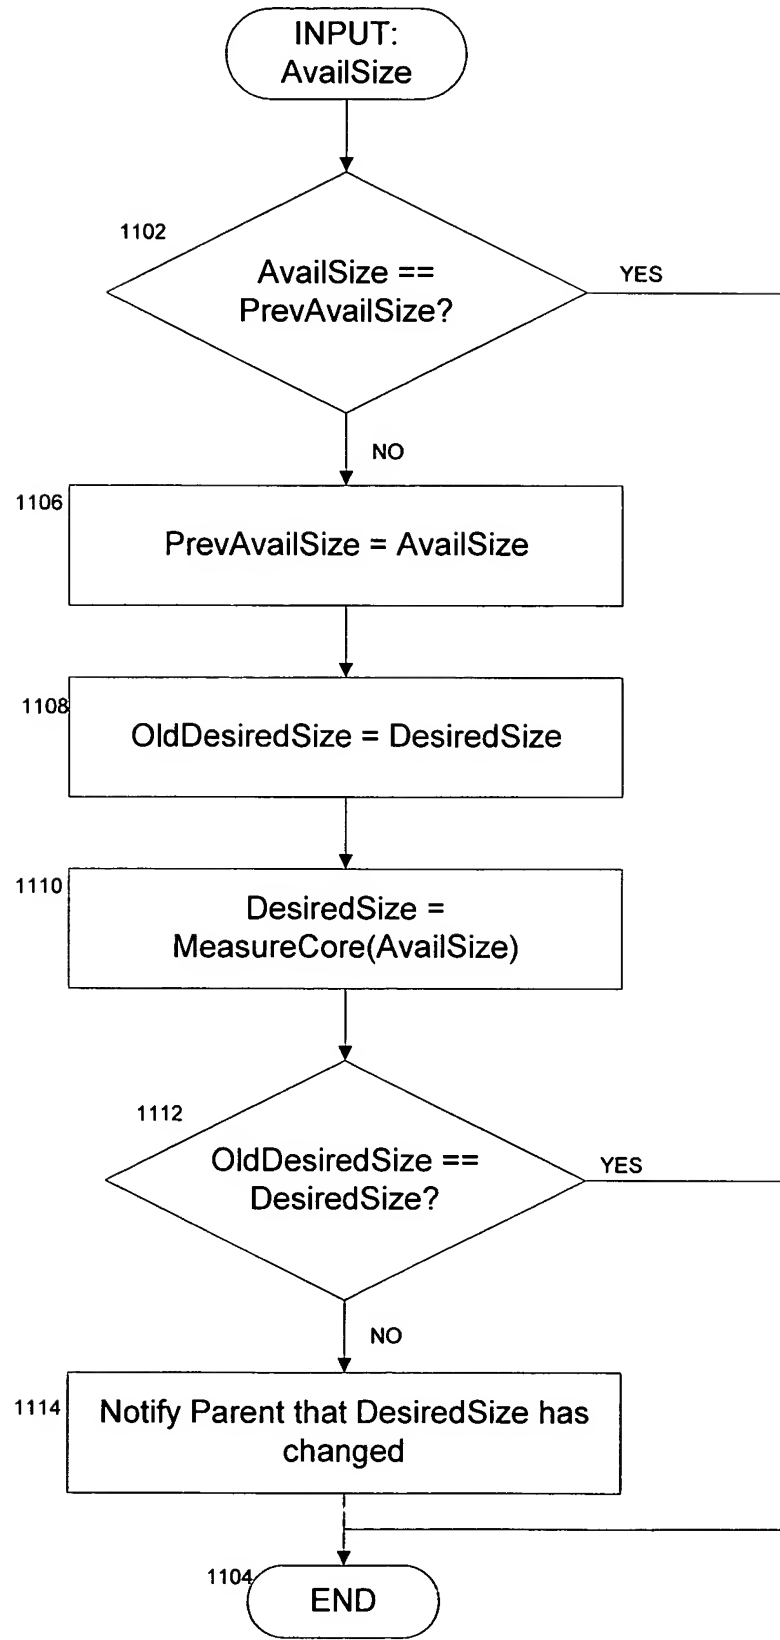 INPUT:
AvailSize
1102
AvailSize ==
PrevAvailSize?
YES
NO
1106
PrevAvailSize = AvailSize
1108
OldDesiredSize = DesiredSize
1110
DesiredSize =
MeasureCore(AvailSize)
1112
OldDesiredSize ==
DesiredSize?
YES
NO
1114
Notify Parent that DesiredSize has
changed
1104
END